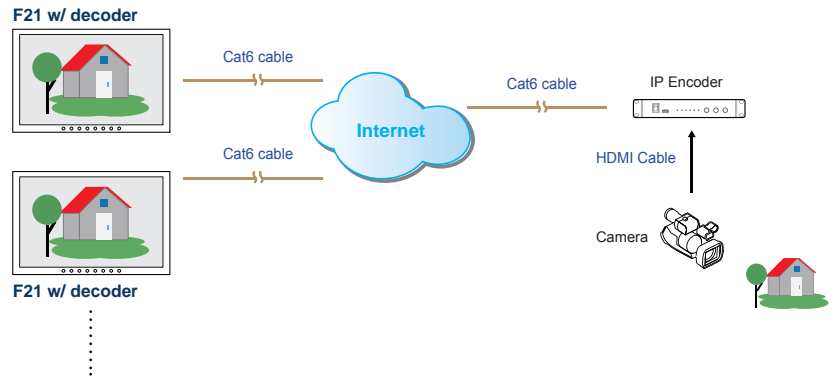 F21 w/ decoder
Cat6 cable
Cat6 cable
IP Encoder
Internet
Cat6 cable
HDMI Cable
Camera
F21 w/ decoder